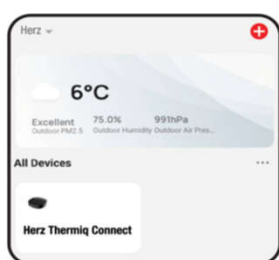 Herz
6°C
Excellent 75.0% 991hPa
Outdoor PM2.5 Outdoor Humidity Outdoor Air Pres...
All Devices ...
Herz Thermiq Connect